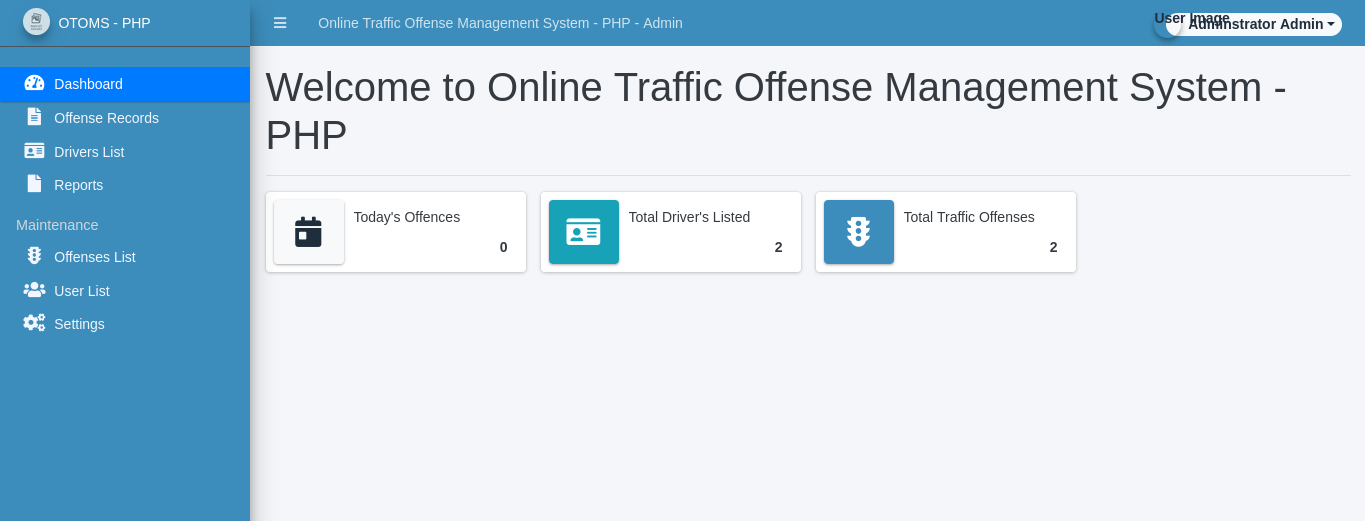 OTOMS - PHP
Online Traffic Offense Management System - PHP - Admin
User Image
Adminstrator Admin
Dashboard
Offense Records
Drivers List
Reports
Maintenance
Offenses List
User List
Settings
Welcome to Online Traffic Offense Management System -
PHP
Today's Offences
0
Total Driver's Listed
2
Total Traffic Offenses
2